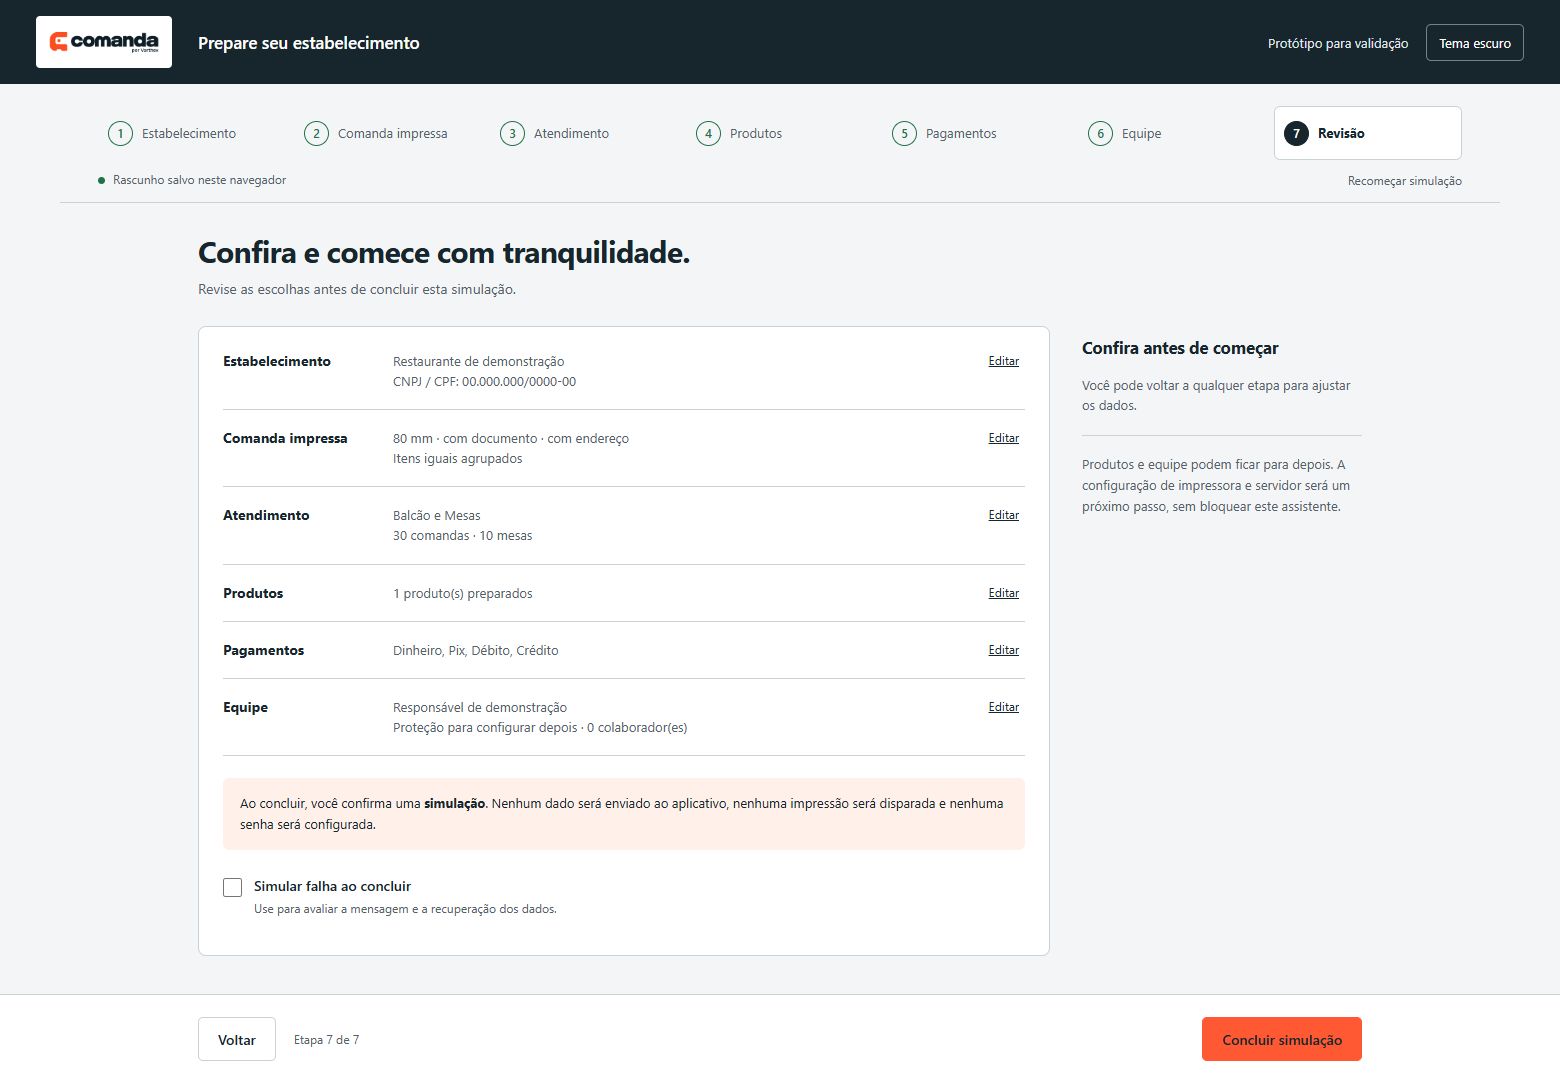 comanda
por Vorthex
Prepare seu estabelecimento
Protótipo para validação
Tema escuro
1 Estabelecimento
2 Comanda impressa
3 Atendimento
4 Produtos
5 Pagamentos
6 Equipe
7 Revisão
Rascunho salvo neste navegador
Recomeçar simulação
Confira e comece com tranquilidade.
Revise as escolhas antes de concluir esta simulação.
Estabelecimento
Restaurante de demonstração
CNPJ / CPF: 00.000.000/0000-00
Editar
Comanda impressa
80 mm · com documento · com endereço
Itens iguais agrupados
Editar
Atendimento
Balcão e Mesas
30 comandas · 10 mesas
Editar
Produtos
1 produto(s) preparados
Editar
Pagamentos
Dinheiro, Pix, Débito, Crédito
Editar
Equipe
Responsável de demonstração
Proteção para configurar depois · 0 colaborador(es)
Editar
Ao concluir, você confirma uma simulação. Nenhum dado será enviado ao aplicativo, nenhuma impressão será disparada e nenhuma
senha será configurada.
Simular falha ao concluir
Use para avaliar a mensagem e a recuperação dos dados.
Confira antes de começar
Você pode voltar a qualquer etapa para ajustar
os dados.
Produtos e equipe podem ficar para depois. A
configuração de impressora e servidor será um
próximo passo, sem bloquear este assistente.
Voltar
Etapa 7 de 7
Concluir simulação